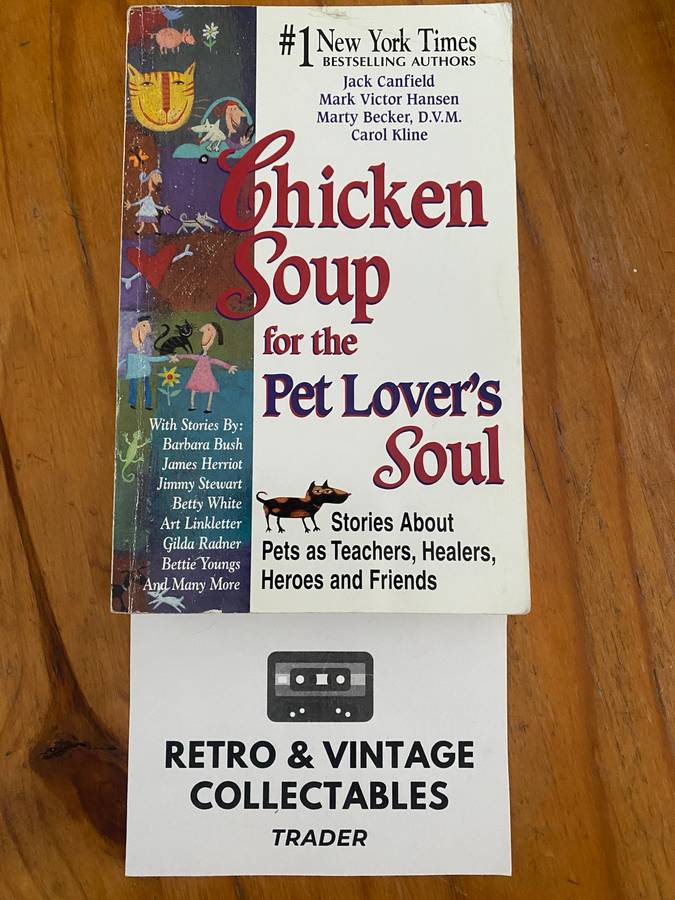 #1 New York Times
BESTSELLING AUTHORS
Jack Canfield
Mark Victor Hansen
Marty Becker, D.V.M.
Carol Kline
Chicken
Soup
for the
Pet Lover's
Soul
With Stories By:
Barbara Bush
James Herriot
Jimmy Stewart
Betty White
Art Linkletter
Gilda Radner
Bettie Youngs
And Many More
Stories About
Pets as Teachers, Healers,
Heroes and Friends
RETRO & VINTAGE
COLLECTABLES
TRADER